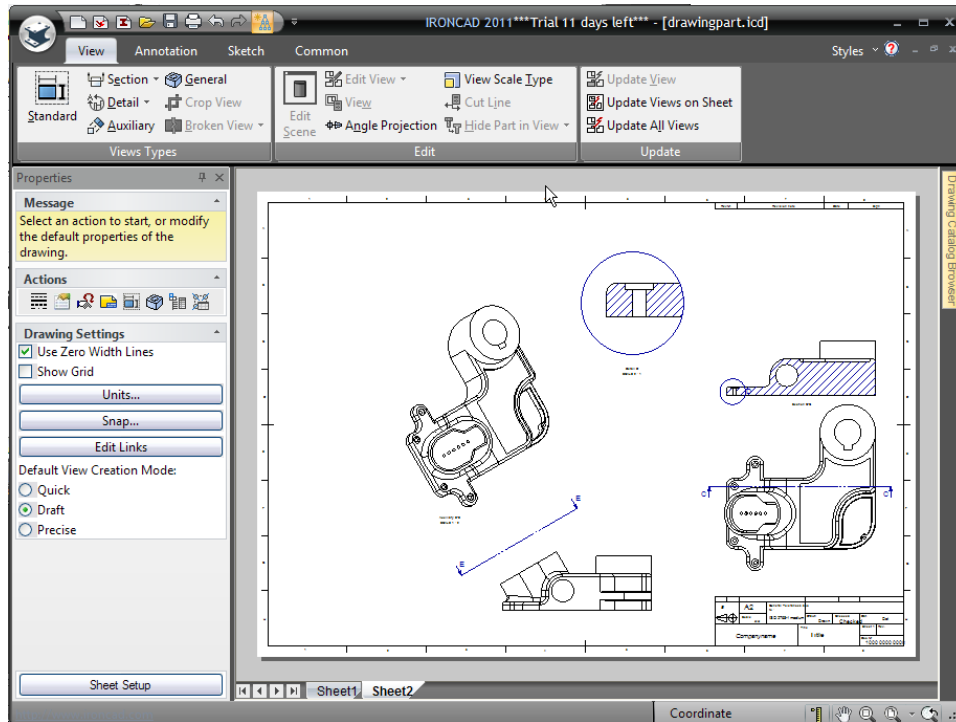 IRONCAD 2011***Trial 11 days left*** - [drawingpart.icd]
View Annotation Sketch Common Styles
Standard
Section General
Detail Crop View
Auxiliary Broken View
Views Types
Edit Scene
Edit View View Scale Type
View Cut Line
Angle Projection Hide Part in View
Edit
Update View
Update Views on Sheet
Update All Views
Update
Properties
Message
Select an action to start, or modify
the default properties of the
drawing.
Actions
Drawing Settings
Use Zero Width Lines
Show Grid
Units...
Snap...
Edit Links
Default View Creation Mode:
Quick
Draft
Precise
Sheet Setup
Drawing Catalog Browser
E
E
C
C
A2
Checked
Companyname
Title
Sheet1 Sheet2
Coordinate